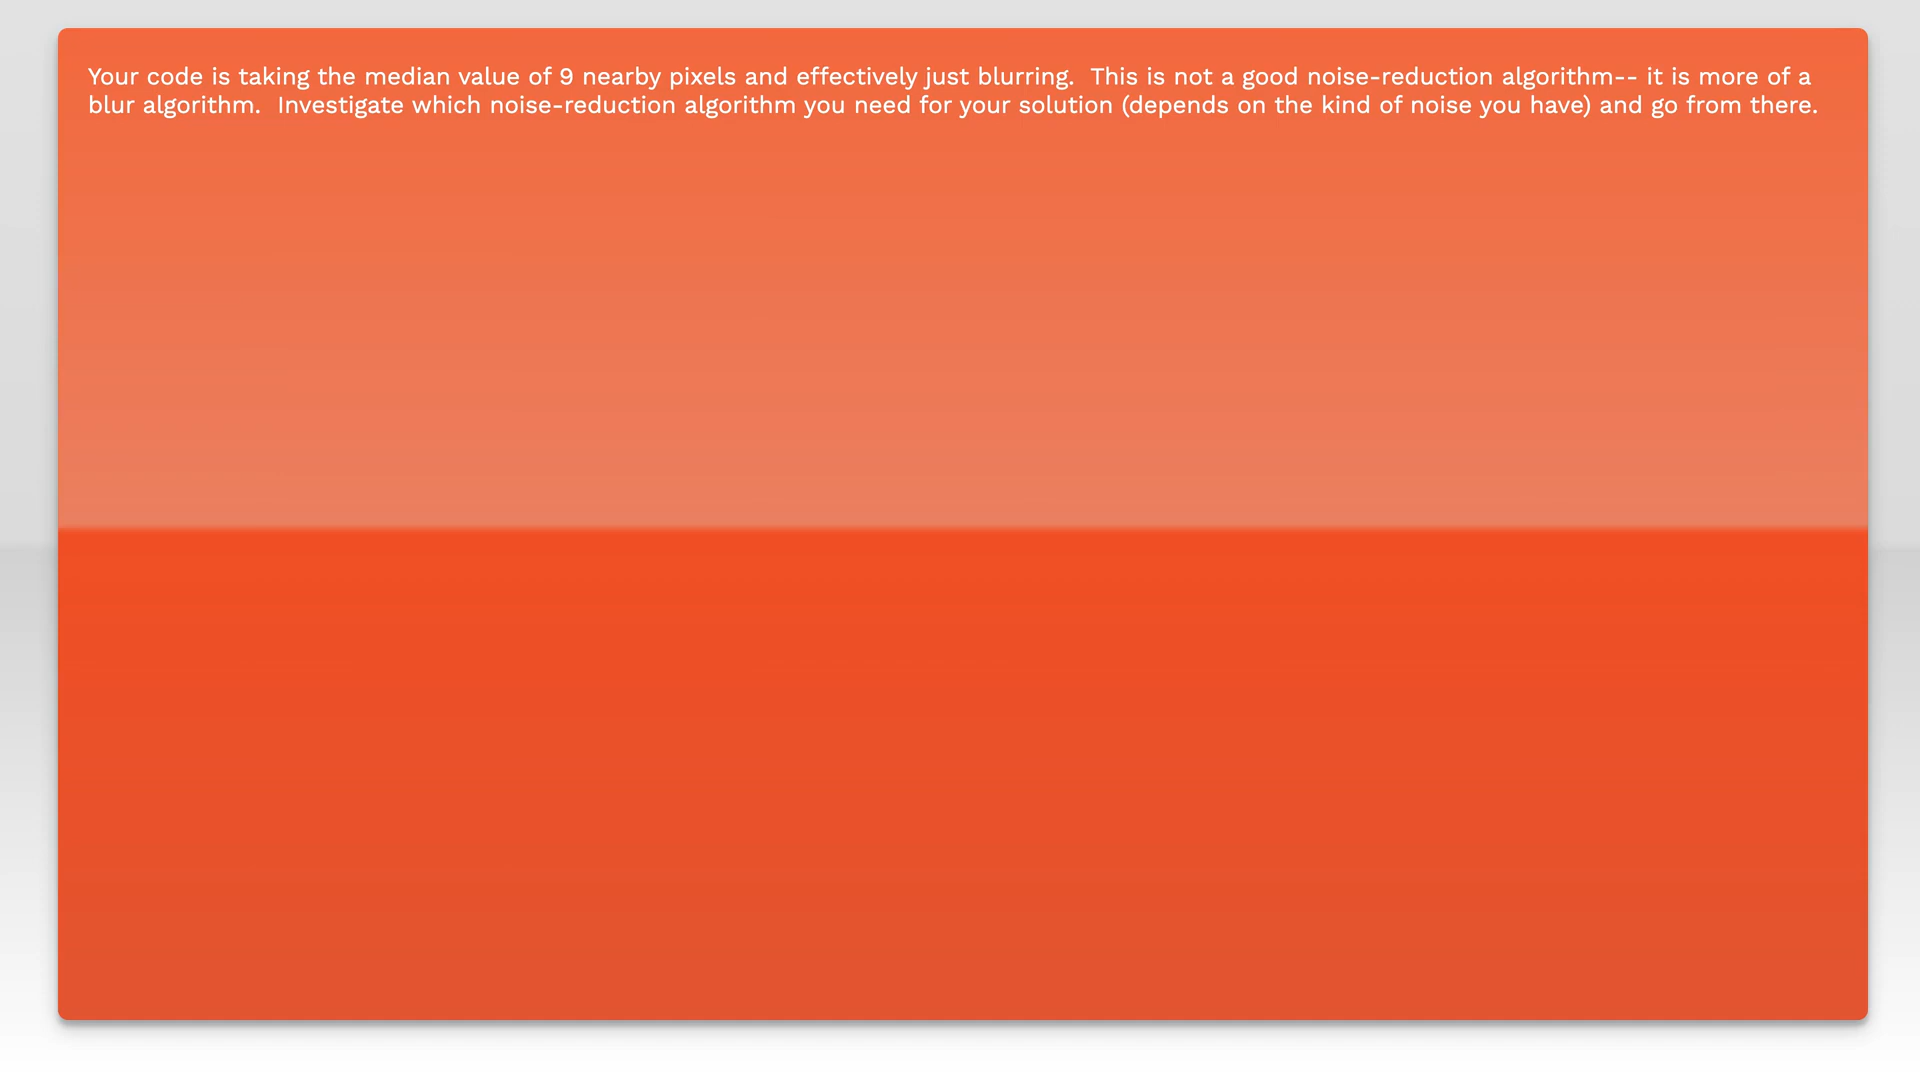 Your code is taking the median value of 9 nearby pixels and effectively just blurring.  This is not a good noise-reduction algorithm-- it is more of a
blur algorithm.  Investigate which noise-reduction algorithm you need for your solution (depends on the kind of noise you have) and go from there.